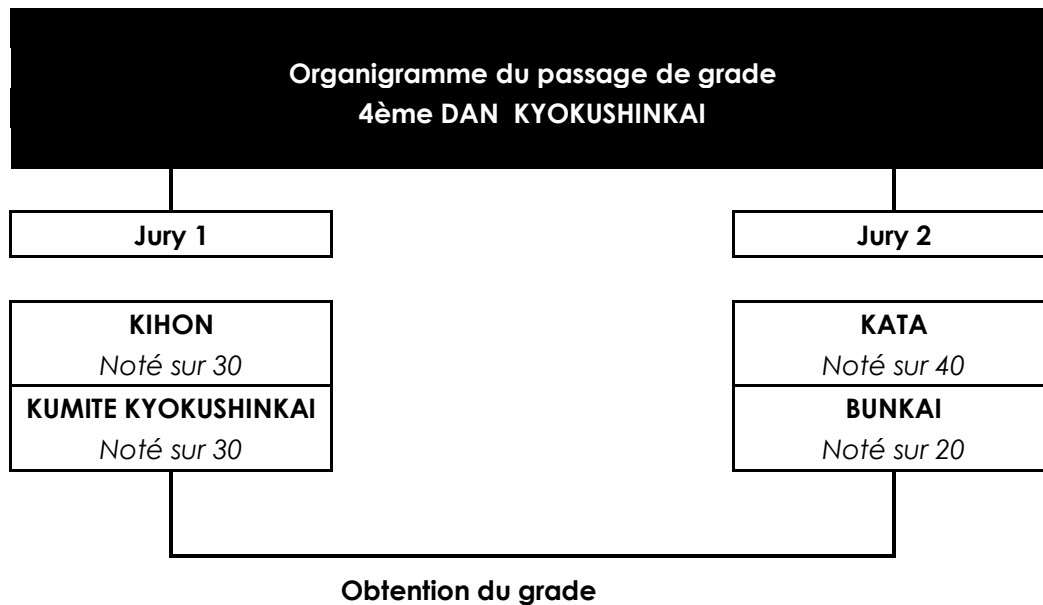 Organigramme du passage de grade
4ème DAN KYOKUSHINKAI
Jury 1
Jury 2
KIHON
Noté sur 30
KUMITE KYOKUSHINKAI
Noté sur 30
KATA
Noté sur 40
BUNKAI
Noté sur 20
Obtention du grade